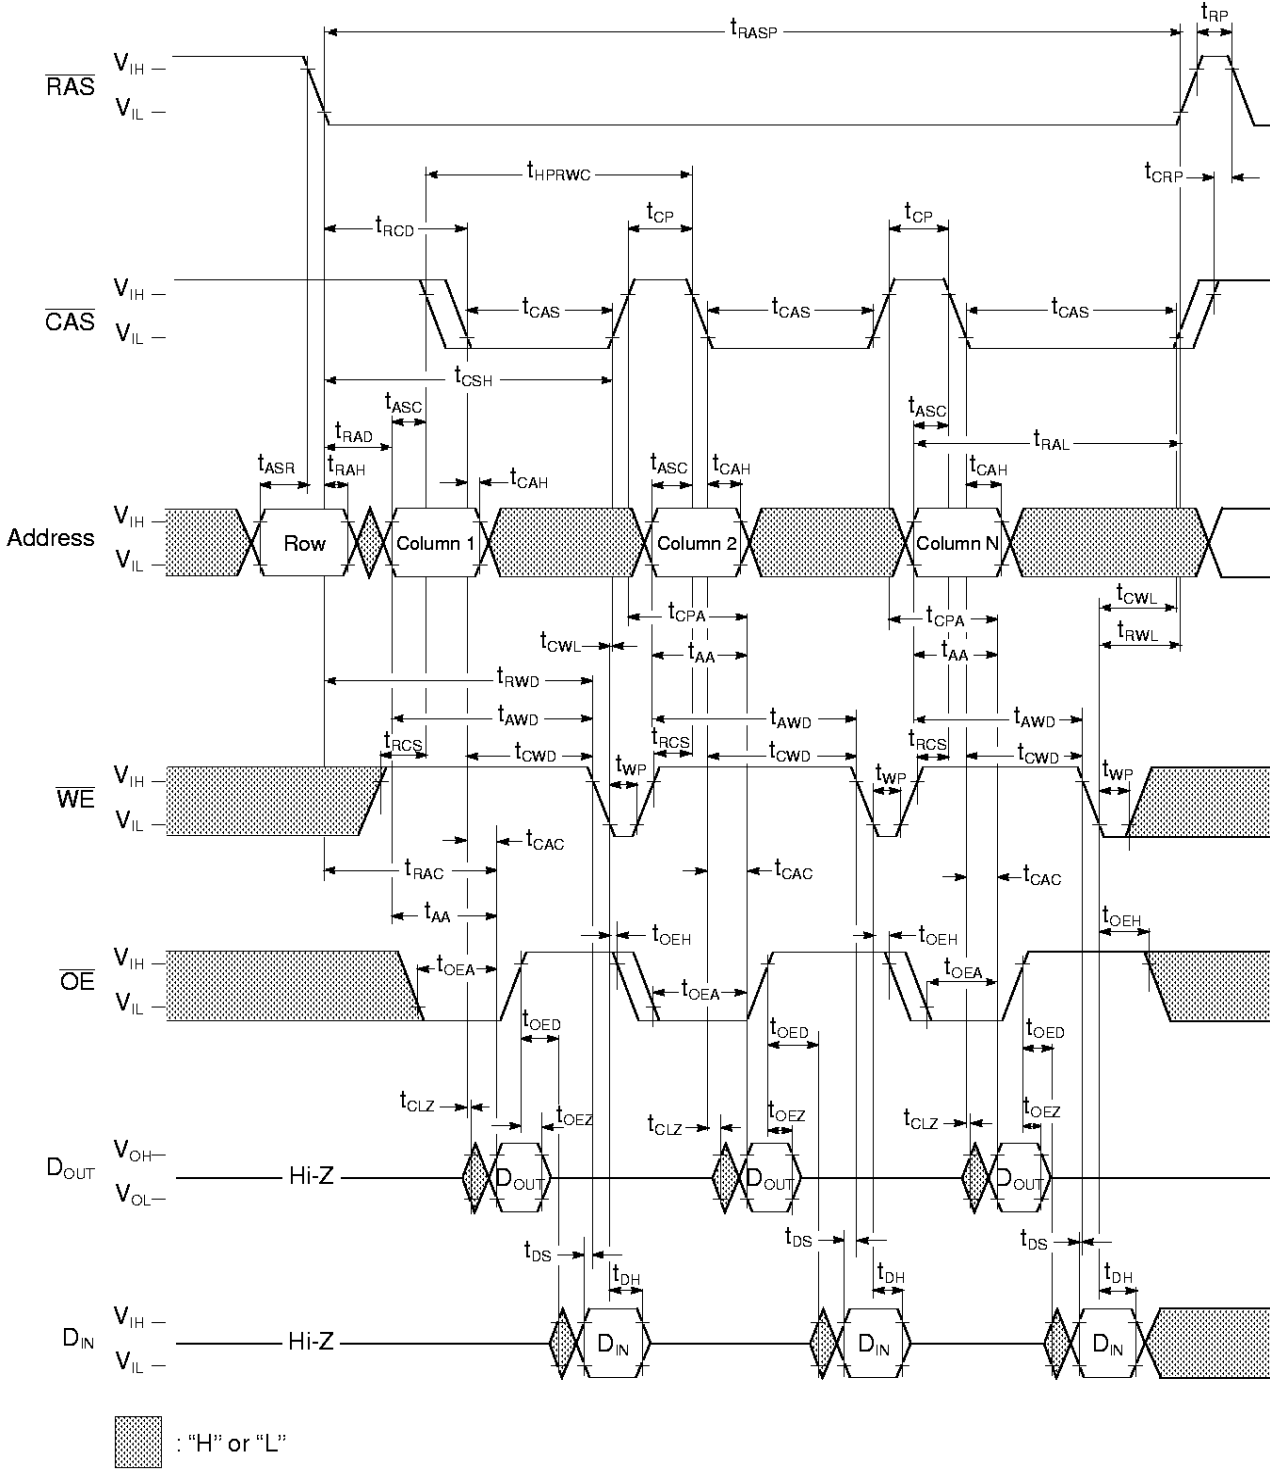 tRP
tRASP
RAS VIH
VIL
tHPRWC tCRP
tRCD tCP tCP
CAS VIH
VIL
tCAS tCAS tCAS
tCSH
tASC tASC
tRAD tRAL
tASR tRAH tCAH tASC tCAH tCAH
Address VIH
VIL
Row Column 1 Column 2 Column N
tCPA tCPA tCWL
tCWL tAA tAA tRWL
tRWD
tAWD tAWD tAWD
tRCS tCWD tRCS tCWD tRCS tCWD
WE VIH
VIL
tWP tWP tWP
tCAC
tRAC tCAC tCAC
tAA
tOEH tOEH tOEH
OE VIH
VIL
tOEA tOEA tOEA
tOED tOED tOED
tCLZ tOEZ tCLZ tOEZ tCLZ tOEZ
DOUT VOH
VOL
Hi-Z DOUT DOUT DOUT
tDS tDS tDS
tDH tDH tDH
DIN VIH
VIL
Hi-Z DIN DIN DIN
: “H” or “L”